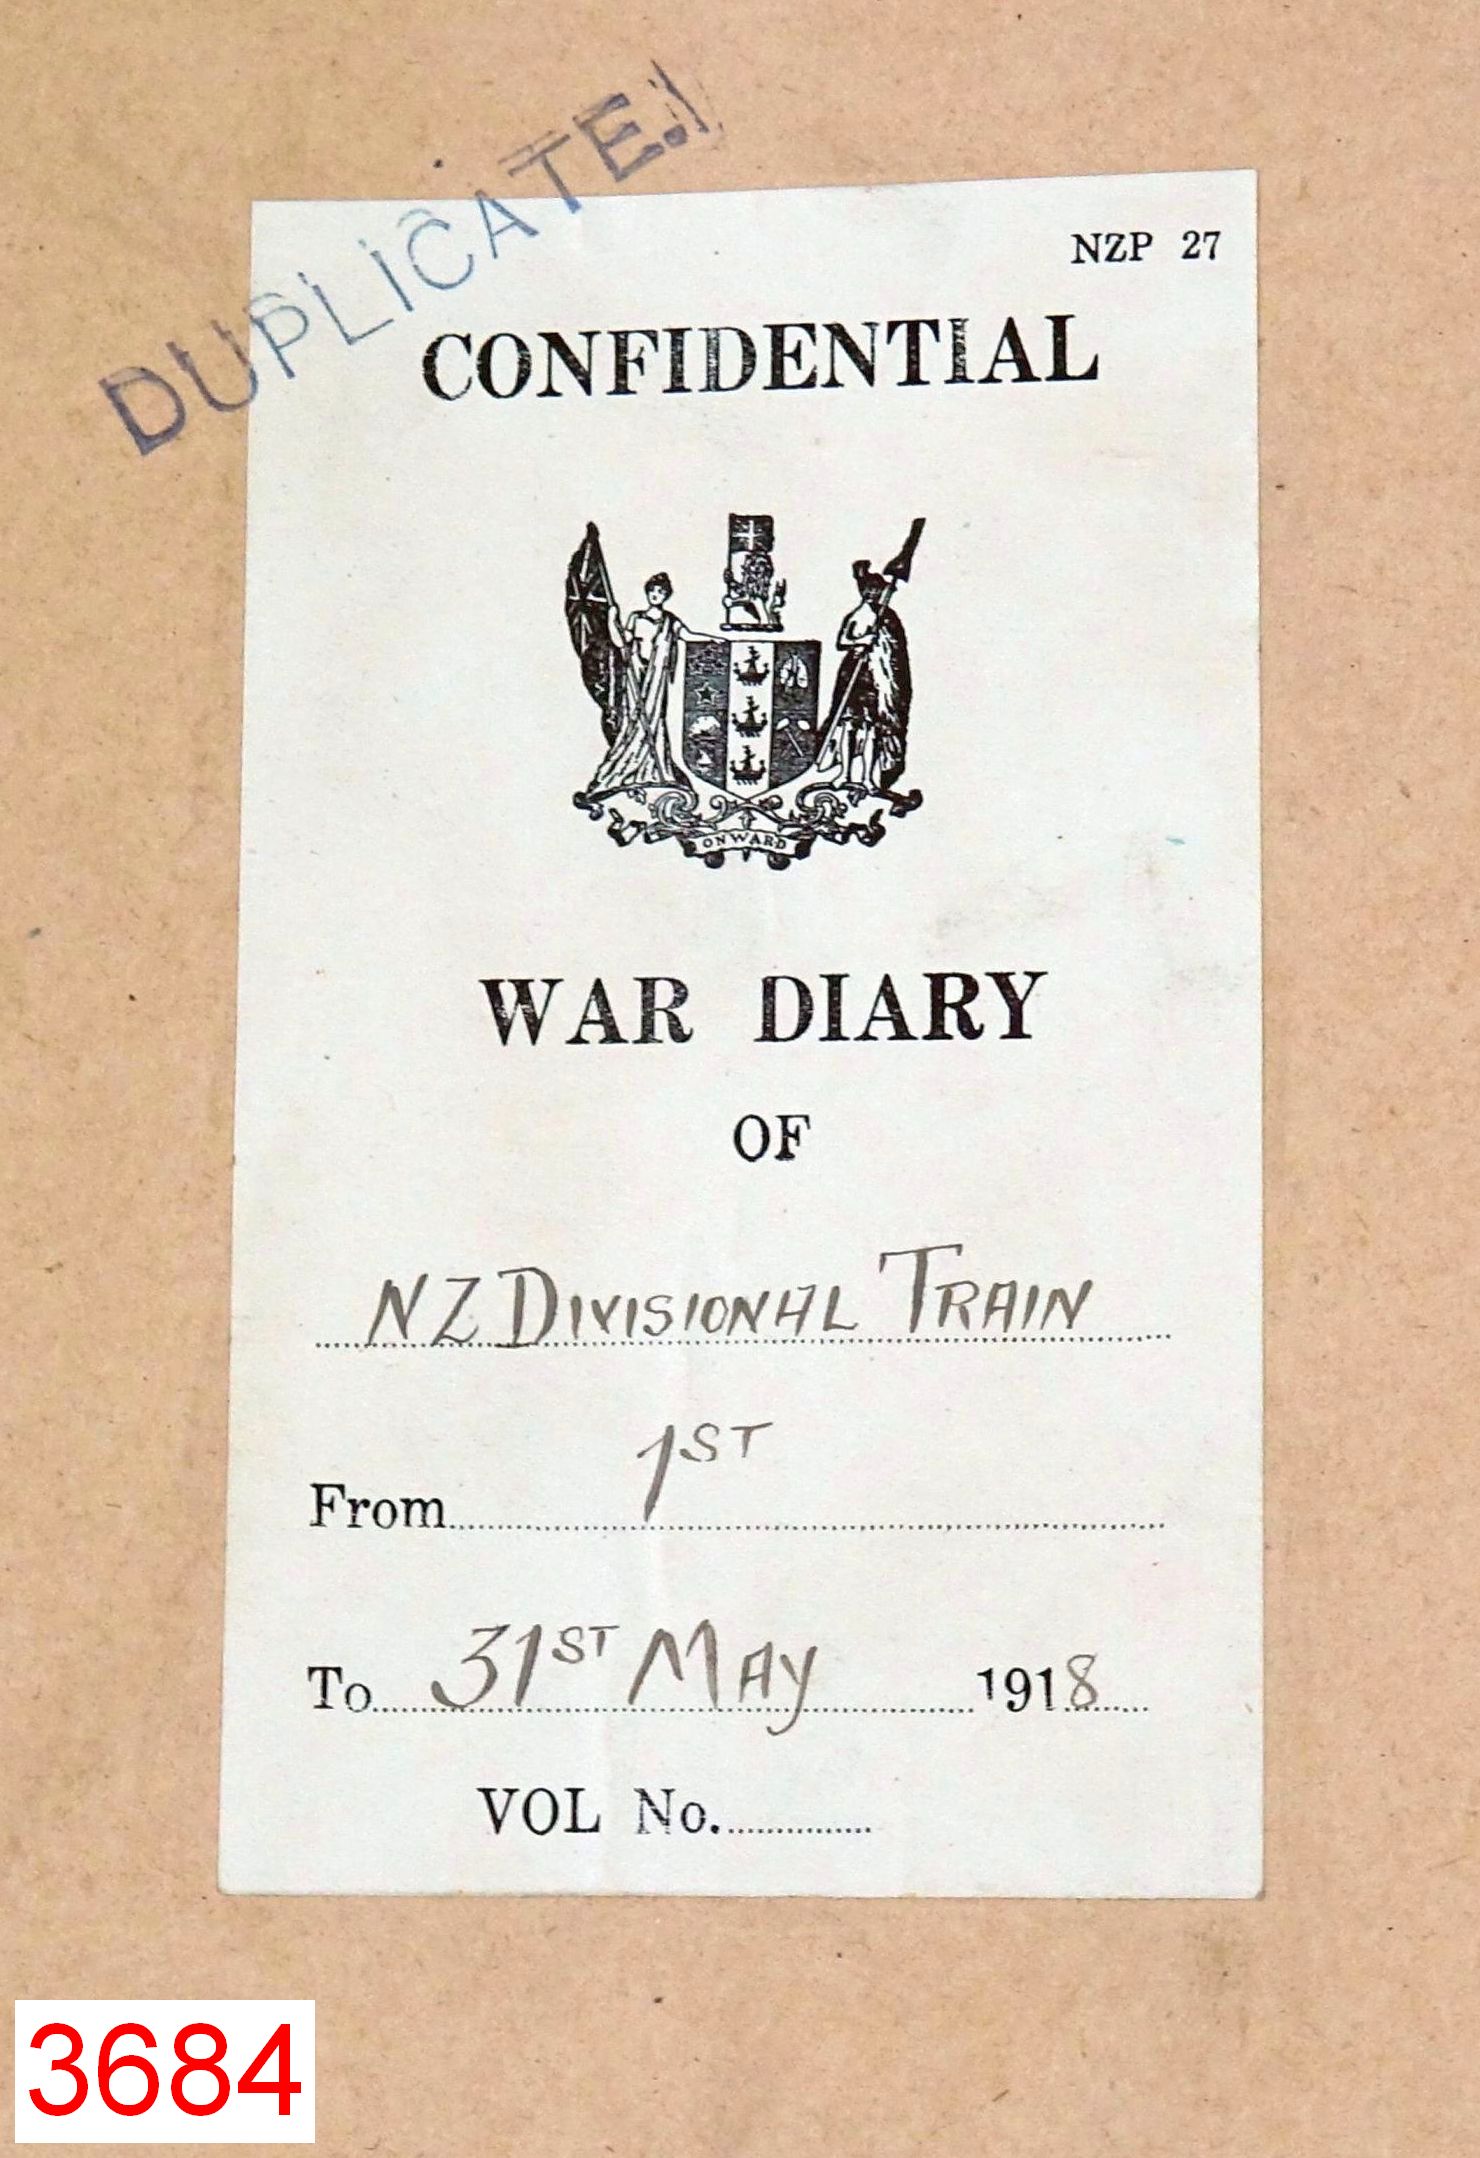 DUPLICATE.
NZP 27
CONFIDENTIAL
ONWARD
WAR DIARY
OF
NZ DIVISIONAL TRAIN
From 1ST
To 31ST MAY 1918
VOL No.
3684